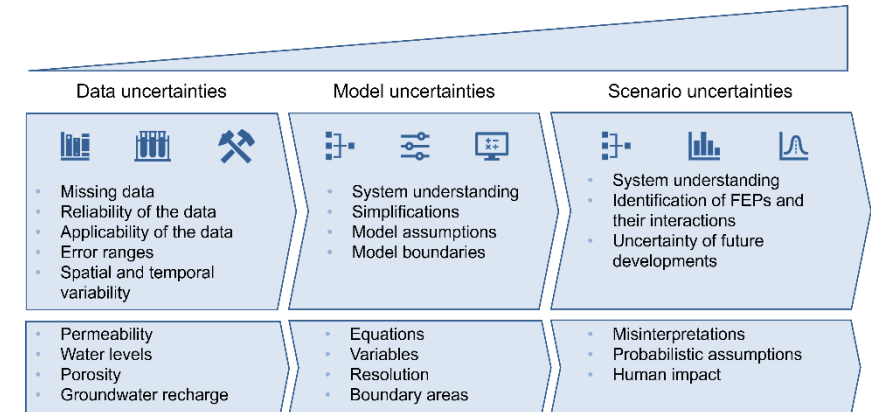 Data uncertainties
Model uncertainties
Scenario uncertainties
• Missing data
• Reliability of the data
• Applicability of the data
• Error ranges
• Spatial and temporal
variability
• System understanding
• Simplifications
• Model assumptions
• Model boundaries
• System understanding
• Identification of FEPs and
their interactions
• Uncertainty of future
developments
• Permeability
• Water levels
• Porosity
• Groundwater recharge
• Equations
• Variables
• Resolution
• Boundary areas
• Misinterpretations
• Probabilistic assumptions
• Human impact